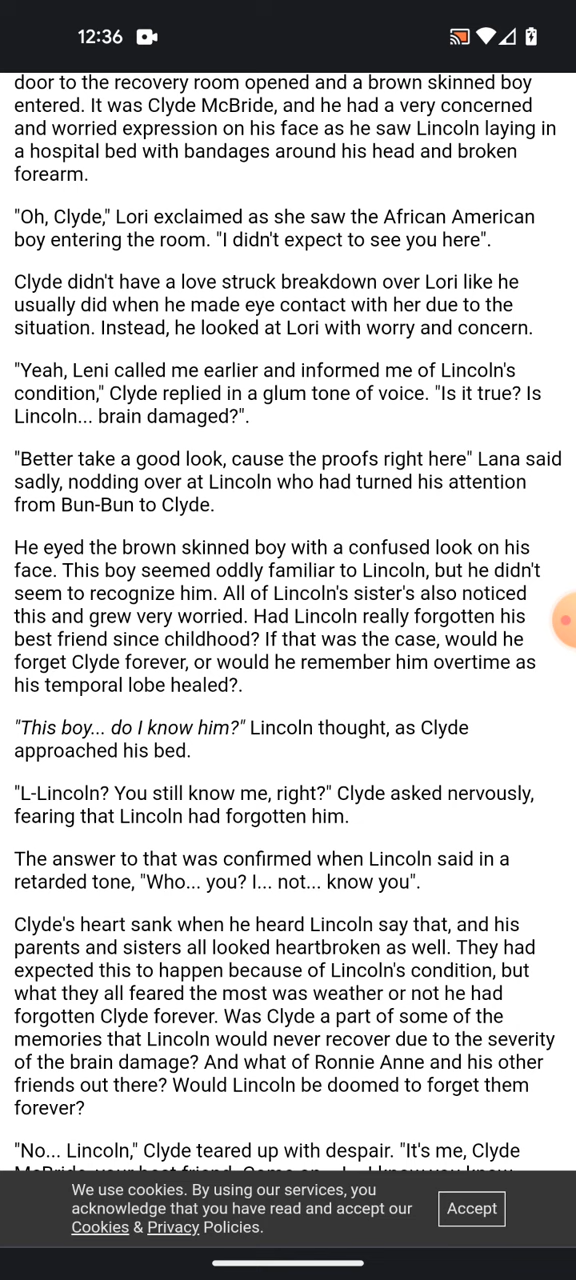 12:36
door to the recovery room opened and a brown skinned boy
entered. It was Clyde McBride, and he had a very concerned
and worried expression on his face as he saw Lincoln laying in
a hospital bed with bandages around his head and broken
forearm.
"Oh, Clyde," Lori exclaimed as she saw the African American
boy entering the room. "I didn't expect to see you here".
Clyde didn't have a love struck breakdown over Lori like he
usually did when he made eye contact with her due to the
situation. Instead, he looked at Lori with worry and concern.
"Yeah, Leni called me earlier and informed me of Lincoln's
condition," Clyde replied in a glum tone of voice. "Is it true? Is
Lincoln... brain damaged?".
"Better take a good look, cause the proofs right here" Lana said
sadly, nodding over at Lincoln who had turned his attention
from Bun-Bun to Clyde.
He eyed the brown skinned boy with a confused look on his
face. This boy seemed oddly familiar to Lincoln, but he didn't
seem to recognize him. All of Lincoln's sister's also noticed
this and grew very worried. Had Lincoln really forgotten his
best friend since childhood? If that was the case, would he
forget Clyde forever, or would he remember him overtime as
his temporal lobe healed?.
"This boy... do I know him?" Lincoln thought, as Clyde
approached his bed.
"L-Lincoln? You still know me, right?" Clyde asked nervously,
fearing that Lincoln had forgotten him.
The answer to that was confirmed when Lincoln said in a
retarded tone, "Who... you? I... not... know you".
Clyde's heart sank when he heard Lincoln say that, and his
parents and sisters all looked heartbroken as well. They had
expected this to happen because of Lincoln's condition, but
what they all feared the most was weather or not he had
forgotten Clyde forever. Was Clyde a part of some of the
memories that Lincoln would never recover due to the severity
of the brain damage? And what of Ronnie Anne and his other
friends out there? Would Lincoln be doomed to forget them
forever?
"No... Lincoln," Clyde teared up with despair. "It's me, Clyde
We use cookies. By using our services, you
acknowledge that you have read and accept our
Cookies & Privacy Policies.
Accept